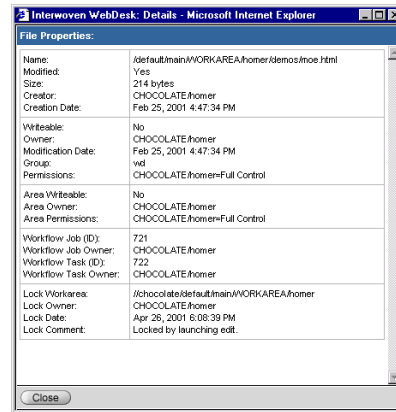 Interwoven WebDesk: Details - Microsoft Internet Explorer
File Properties:
Name: /default/main/WORKAREA/homer/demos/moe.html
Modified: Yes
Size: 214 bytes
Creator: CHOCOLATE/homer
Creation Date: Feb 25, 2001 4:47:34 PM
Writeable: No
Owner: CHOCOLATE/homer
Modification Date: Feb 25, 2001 4:47:34 PM
Group: wd
Permissions: CHOCOLATE/homer=Full Control
Area Writeable: No
Area Owner: CHOCOLATE/homer
Area Permissions: CHOCOLATE/homer=Full Control
Workflow Job (ID): 721
Workflow Job Owner: CHOCOLATE/homer
Workflow Task (ID): 722
Workflow Task Owner: CHOCOLATE/homer
Lock Workarea: //chocolate/default/main/WORKAREA/homer
Lock Owner: CHOCOLATE/homer
Lock Date: Apr 26, 2001 6:08:39 PM
Lock Comment: Locked by launching edit.
Close